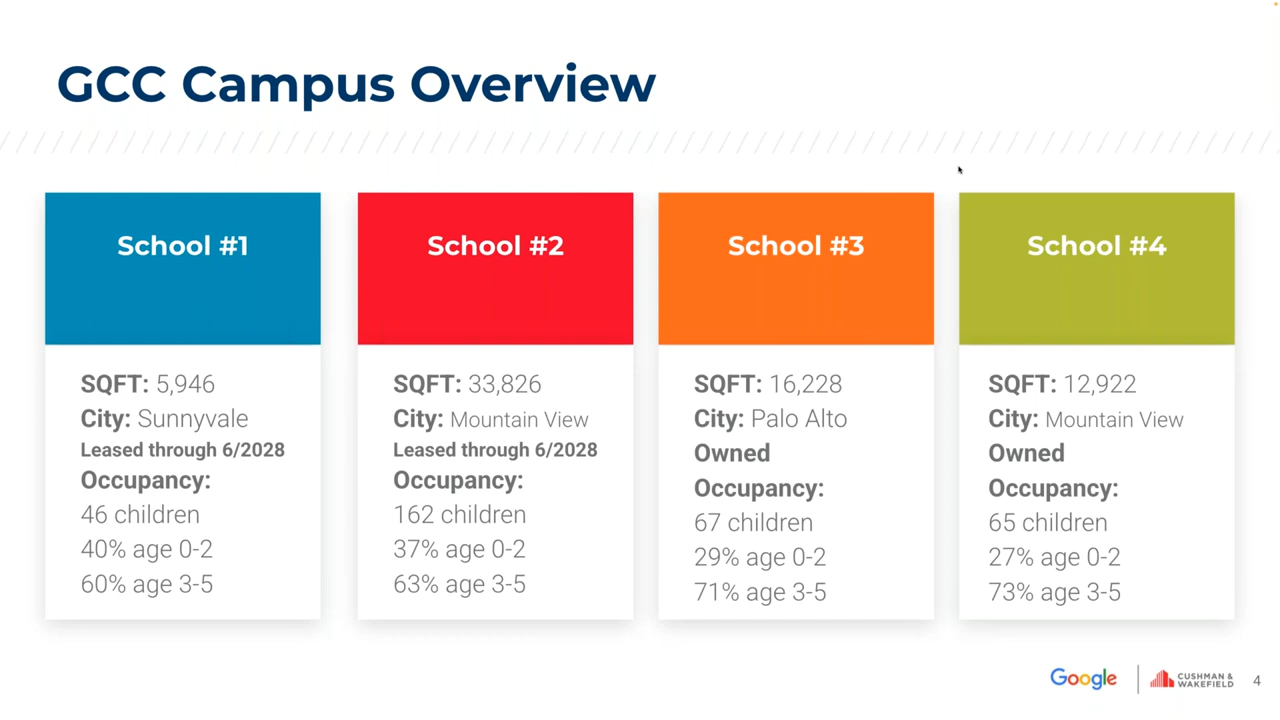 GCC Campus Overview
School #1
SQFT: 5,946
City: Sunnyvale
Leased through 6/2028
Occupancy:
46 children
40% age 0-2
60% age 3-5
School #2
SQFT: 33,826
City: Mountain View
Leased through 6/2028
Occupancy:
162 children
37% age 0-2
63% age 3-5
School #3
SQFT: 16,228
City: Palo Alto
Owned
Occupancy:
67 children
29% age 0-2
71% age 3-5
School #4
SQFT: 12,922
City: Mountain View
Owned
Occupancy:
65 children
27% age 0-2
73% age 3-5
Google
CUSHMAN &
WAKEFIELD
4